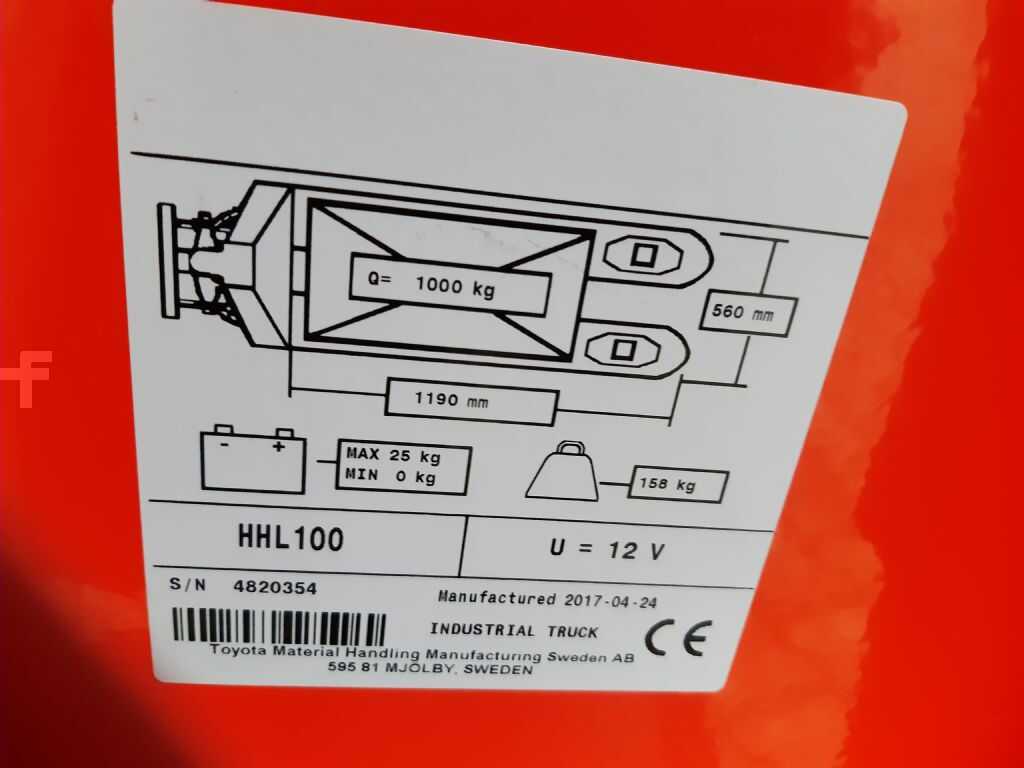 Q= 1000 kg
560 mm
1190 mm
- +
MAX 25 kg
MIN 0 kg
158 kg
HHL100
U = 12 V
S/N 4820354
Manufactured 2017-04-24
INDUSTRIAL TRUCK
CE
Toyota Material Handling Manufacturing Sweden AB
595 81 MJOLBY, SWEDEN
f